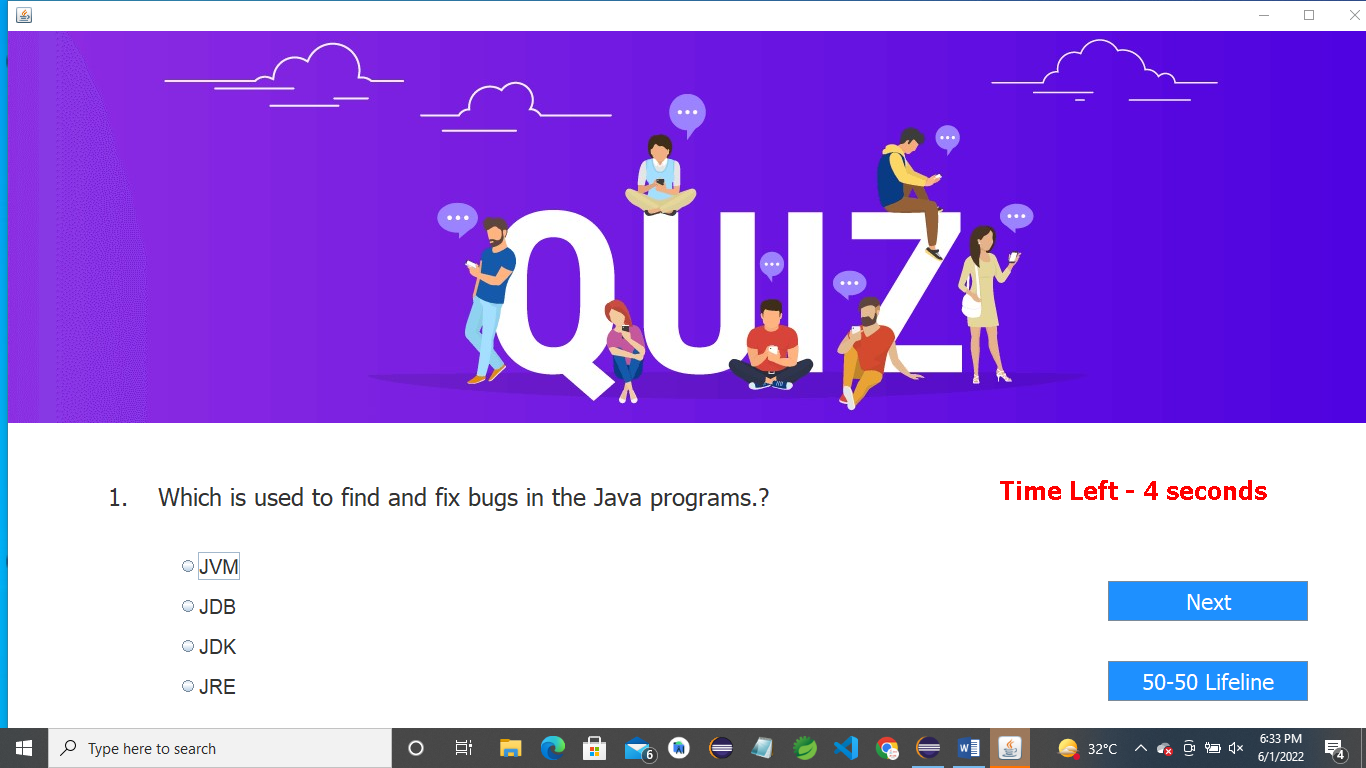 QUIZ
1. Which is used to find and fix bugs in the Java programs.?
Time Left - 4 seconds
JVM
JDB
JDK
JRE
Next
50-50 Lifeline
Type here to search
6
W
32°C
6:33 PM
6/1/2022
4